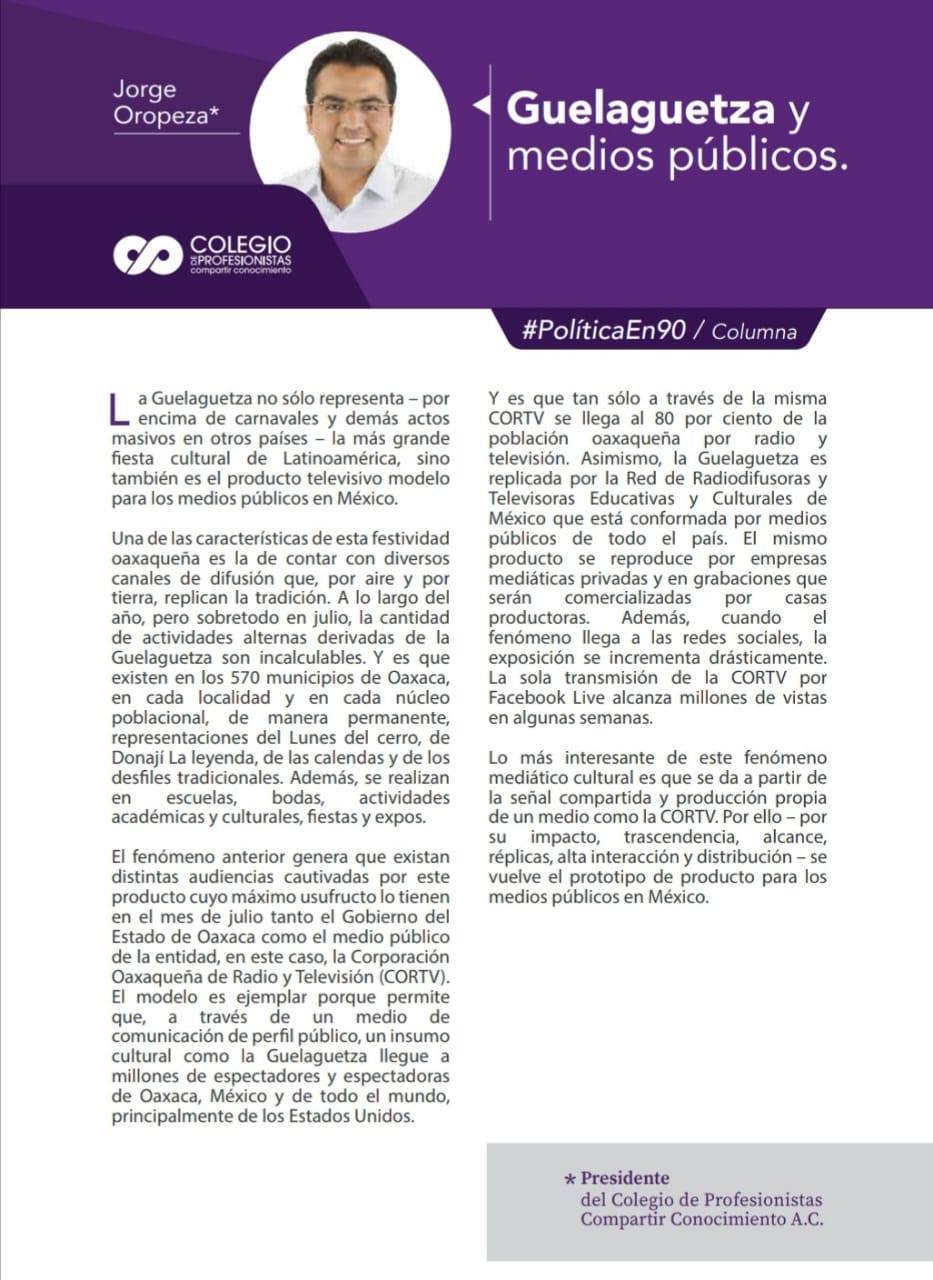 Jorge
Oropeza*
Guelaguetza y
medios públicos.
COLEGIO
DE PROFESIONISTAS
compartir conocimiento
#PolíticaEn90 / Columna
La Guelaguetza no sólo representa – por
encima de carnavales y demás actos
masivos en otros países – la más grande
fiesta cultural de Latinoamérica, sino
también es el producto televisivo modelo
para los medios públicos en México.
Una de las características de esta festividad
oaxaqueña es la de contar con diversos
canales de difusión que, por aire y por
tierra, replican la tradición. A lo largo del
año, pero sobretodo en julio, la cantidad
de actividades alternas derivadas de la
Guelaguetza son incalculables. Y es que
existen en los 570 municipios de Oaxaca,
en cada localidad y en cada núcleo
poblacional, de manera permanente,
representaciones del Lunes del cerro, de
Donají La leyenda, de las calendas y de los
desfiles tradicionales. Además, se realizan
en escuelas, bodas, actividades
académicas y culturales, fiestas y expos.
El fenómeno anterior genera que existan
distintas audiencias cautivadas por este
producto cuyo máximo usufructo lo tienen
en el mes de julio tanto el Gobierno del
Estado de Oaxaca como el medio público
de la entidad, en este caso, la Corporación
Oaxaqueña de Radio y Televisión (CORTV).
El modelo es ejemplar porque permite
que, a través de un medio de
comunicación de perfil público, un insumo
cultural como la Guelaguetza llegue a
millones de espectadores y espectadoras
de Oaxaca, México y de todo el mundo,
principalmente de los Estados Unidos.
Y es que tan sólo a través de la misma
CORTV se llega al 80 por ciento de la
población oaxaqueña por radio y
televisión. Asimismo, la Guelaguetza es
replicada por la Red de Radiodifusoras y
Televisoras Educativas y Culturales de
México que está conformada por medios
públicos de todo el país. El mismo
producto se reproduce por empresas
mediáticas privadas y en grabaciones que
serán comercializadas por casas
productoras. Además, cuando el
fenómeno llega a las redes sociales, la
exposición se incrementa drásticamente.
La sola transmisión de la CORTV por
Facebook Live alcanza millones de vistas
en algunas semanas.
Lo más interesante de este fenómeno
mediático cultural es que se da a partir de
la señal compartida y producción propia
de un medio como la CORTV. Por ello – por
su impacto, trascendencia, alcance,
réplicas, alta interacción y distribución – se
vuelve el prototipo de producto para los
medios públicos en México.
* Presidente
del Colegio de Profesionistas
Compartir Conocimiento A.C.